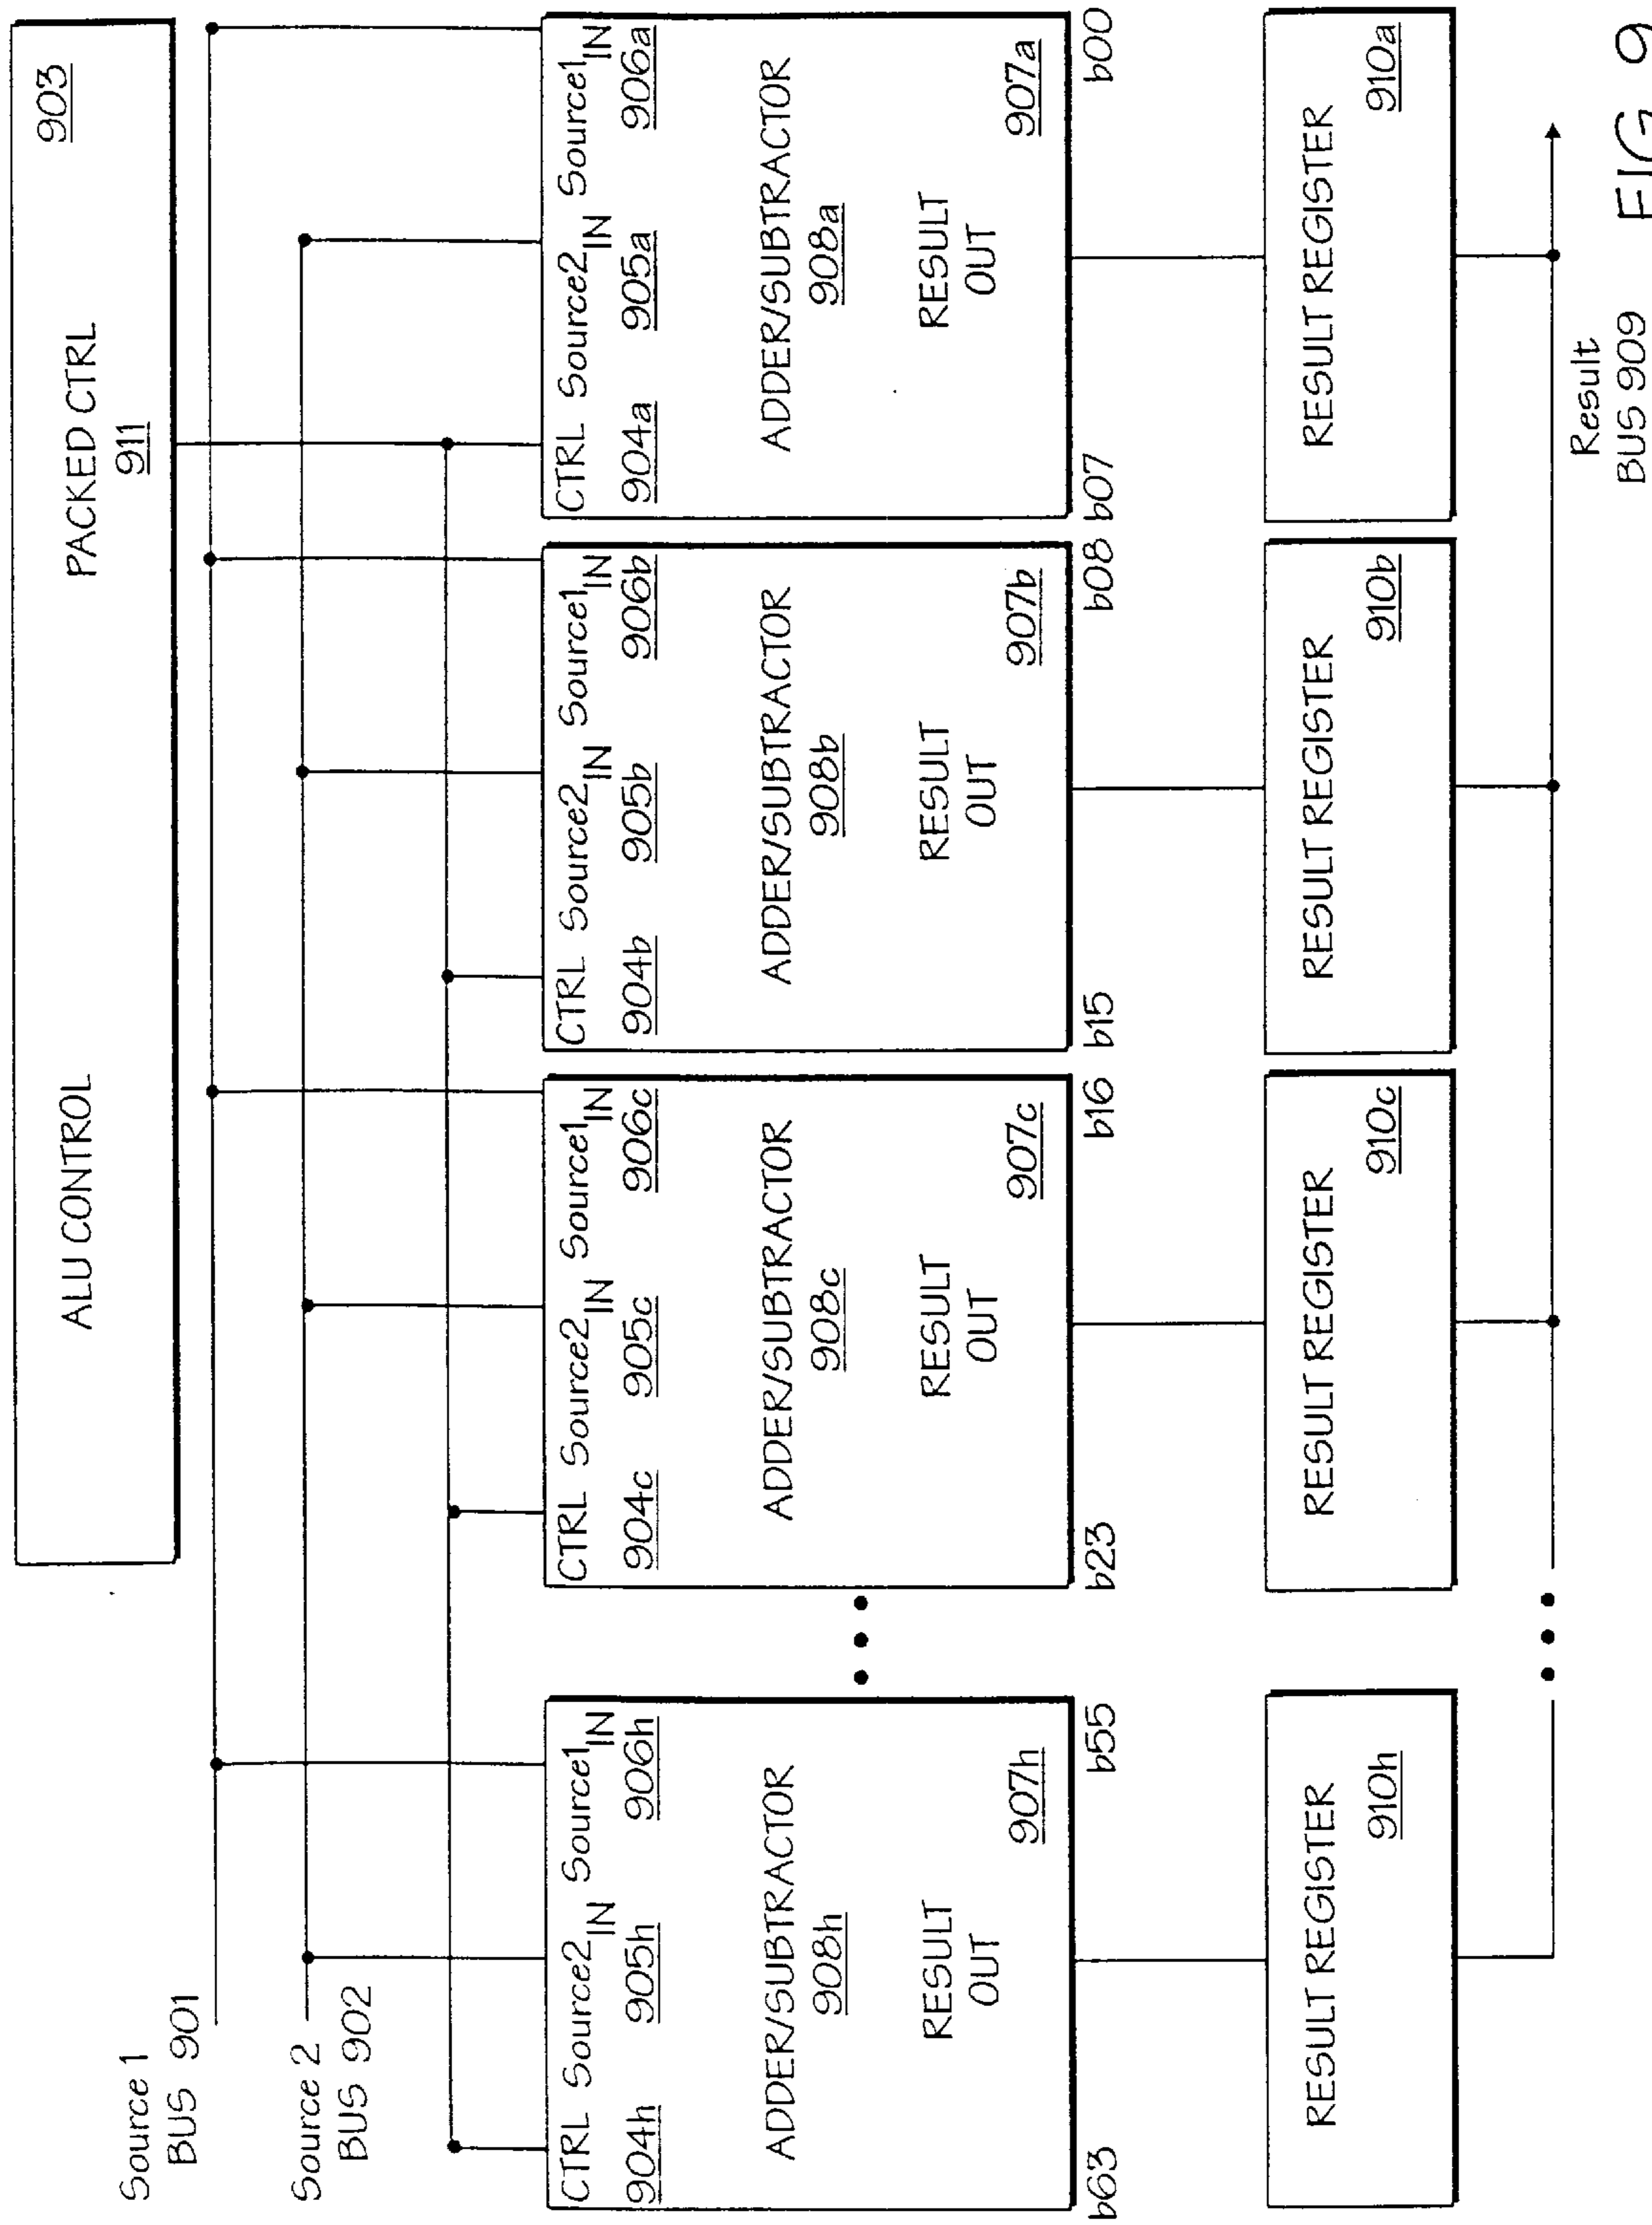 ALU CONTROL
PACKED CTRL
903
911
Source 1
BUS 901
Source 2
BUS 902
CTRL Source2IN Source1IN
904h 905h 906h
ADDER/SUBTRACTOR
908h
RESULT
OUT
907h
b63 b55
RESULT REGISTER
910h
CTRL Source2IN Source1IN
904c 905c 906c
ADDER/SUBTRACTOR
908c
RESULT
OUT
907c
b23 b16
RESULT REGISTER
910c
CTRL Source2IN Source1IN
904b 905b 906b
ADDER/SUBTRACTOR
908b
RESULT
OUT
907b
b15 b08
RESULT REGISTER
910b
CTRL Source2IN Source1IN
904a 905a 906a
ADDER/SUBTRACTOR
908a
RESULT
OUT
907a
b07 b00
RESULT REGISTER
910a
Result
BUS 909
FIG 9